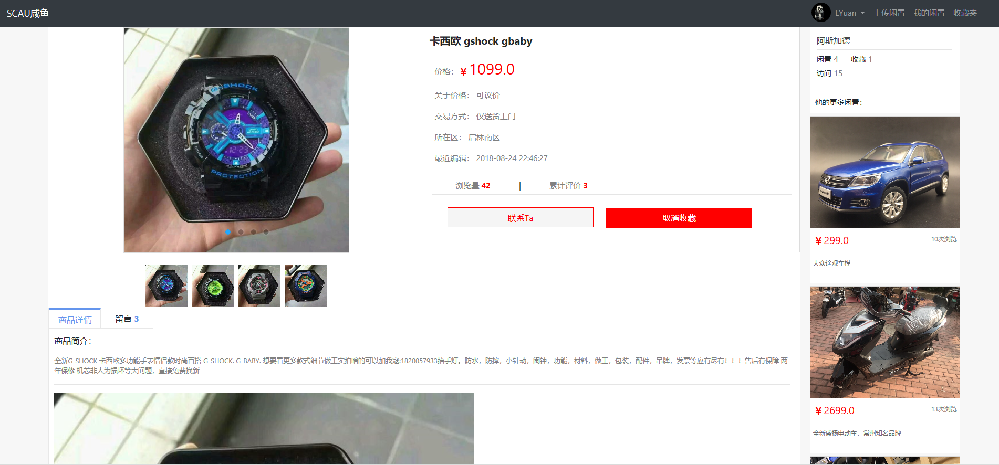 SCAU咸鱼
LYuan 上传闲置 我的闲置 收藏夹
卡西欧 gshock gbaby
价格： ¥ 1099.0
关于价格： 可议价
交易方式： 仅送货上门
所在区： 启林南区
最近编辑： 2018-08-24 22:46:27
浏览量 42 | 累计评价 3
联系Ta 取消收藏
G-SHOCK
CASIO
MODE
SHOCK RESIST
PROTECTION
商品详情 留言 3
商品简介：
全新G-SHOCK 卡西欧多功能手表情侣款时尚百搭 G-SHOCK. G-BABY. 想要看更多款式细节做工实拍啥的可以加我寇:1820057933抬手灯。防水，防摔，小针动，闹钟，功能，材料，做工，包装，配件，吊牌，发票等应有尽有！！！售后有保障 两
年保修 机芯非人为损坏等大问题，直接免费换新
阿斯加德
闲置 4 收藏 1
访问 15
他的更多闲置：
¥ 299.0 10次浏览
大众途观车模
¥ 2699.0 13次浏览
全新盛扬电动车，常州知名品牌